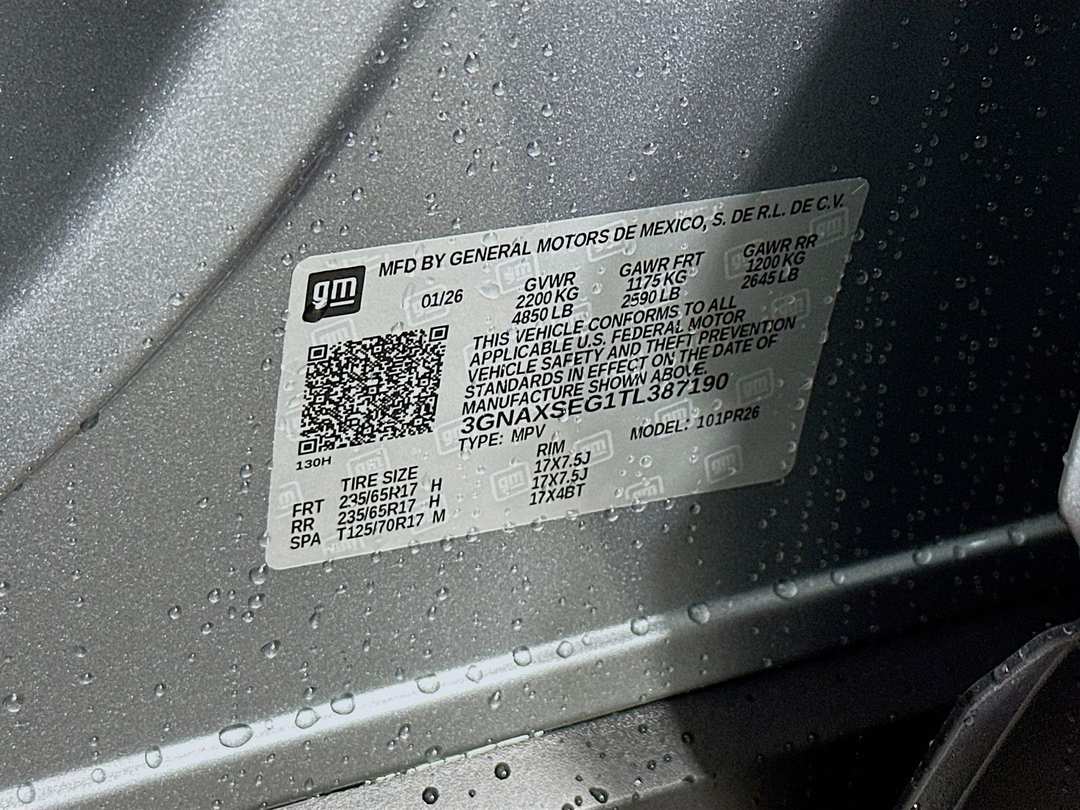 MFD BY GENERAL MOTORS DE MEXICO, S. DE R.L. DE C.V.
gm
01/26
GVWR GAWR FRT GAWR RR
2200 KG 1175 KG 1200 KG
4850 LB 2590 LB 2645 LB
THIS VEHICLE CONFORMS TO ALL
APPLICABLE U.S. FEDERAL MOTOR
VEHICLE SAFETY AND THEFT PREVENTION
STANDARDS IN EFFECT ON THE DATE OF
MANUFACTURE SHOWN ABOVE.
3GNAXSEG1TL387190
TYPE: MPV MODEL: 101PR26
130H
TIRE SIZE RIM
FRT 235/65R17 H 17X7.5J
RR 235/65R17 H 17X7.5J
SPA T125/70R17 M 17X4BT